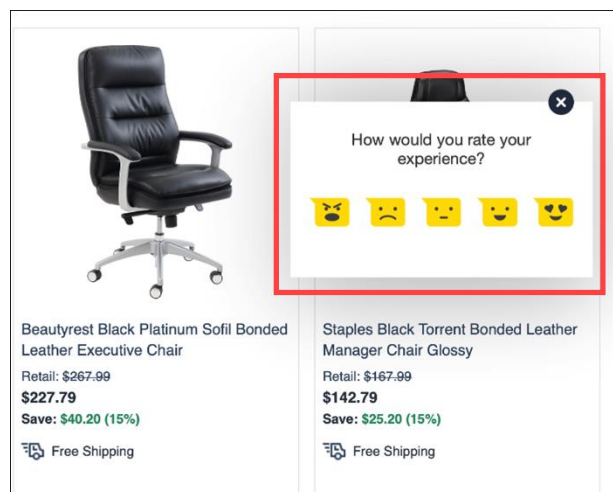 How would you rate your
experience?
Beautyrest Black Platinum Sofil Bonded
Leather Executive Chair
Retail: $267.99
$227.79
Save: $40.20 (15%)
Free Shipping
Staples Black Torrent Bonded Leather
Manager Chair Glossy
Retail: $167.99
$142.79
Save: $25.20 (15%)
Free Shipping